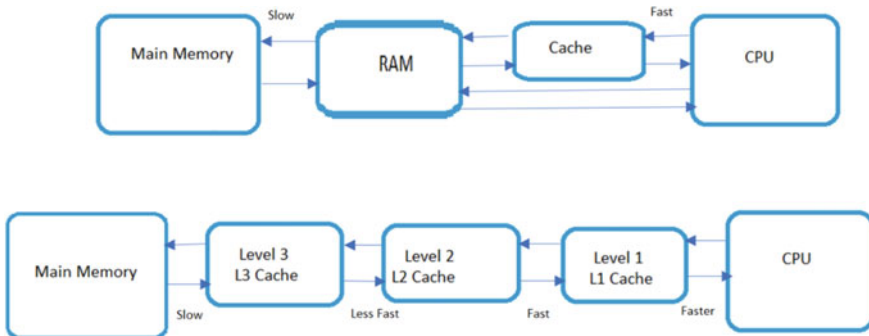 Slow
Fast
Main Memory
RAM
Cache
CPU
Main Memory
Level 3
L3 Cache
Level 2
L2 Cache
Level 1
L1 Cache
CPU
Slow
Less Fast
Fast
Faster